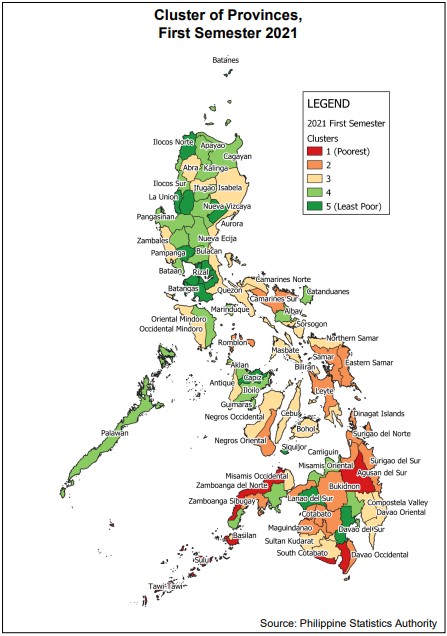 Cluster of Provinces,
First Semester 2021
Batanes
LEGEND
2021 First Semester
Clusters
1 (Poorest)
2
3
4
5 (Least Poor)
Ilocos Norte
Apayao
Cagayan
Abra
Kalinga
Ilocos Sur
Ifugao
Isabela
La Union
Nueva Vizcaya
Pangasinan
Aurora
Zambales
Nueva Ecija
Pampanga
Bulacan
Bataan
Rizal
Batangas
Quezon
Camarines Norte
Camarines Sur
Catanduanes
Marinduque
Albay
Oriental Mindoro
Occidental Mindoro
Sorsogon
Romblon
Masbate
Northern Samar
Samar
Eastern Samar
Aklan
Biliran
Antique
Capiz
Iloilo
Leyte
Guimaras
Negros Occidental
Cebu
Dinagat Islands
Palawan
Bohol
Surigao del Norte
Negros Oriental
Siquijor
Camiguin
Surigao del Sur
Misamis Oriental
Agusan del Sur
Misamis Occidental
Zamboanga del Norte
Bukidnon
Zamboanga Sibugay
Lanao del Sur
Compostela Valley
Cotabato
Davao Oriental
Maguindanao
Davao del Sur
Basilan
Sultan Kudarat
South Cotabato
Davao Occidental
Sulu
Tawi-Tawi
Source: Philippine Statistics Authority